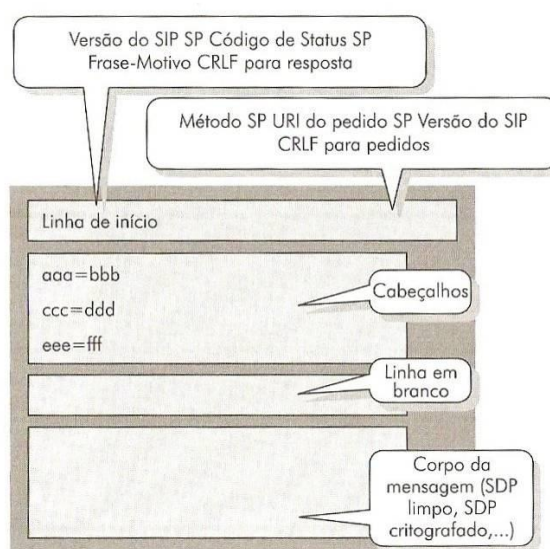 Versão do SIP SP Código de Status SP
Frase-Motivo CRLF para resposta
Método SP URI do pedido SP Versão do SIP
CRLF para pedidos
Linha de início
aaa=bbb
ccc=ddd
eee=fff
Cabeçalhos
Linha em
branco
Corpo da
mensagem (SDP
limpo, SDP
critografado,...)